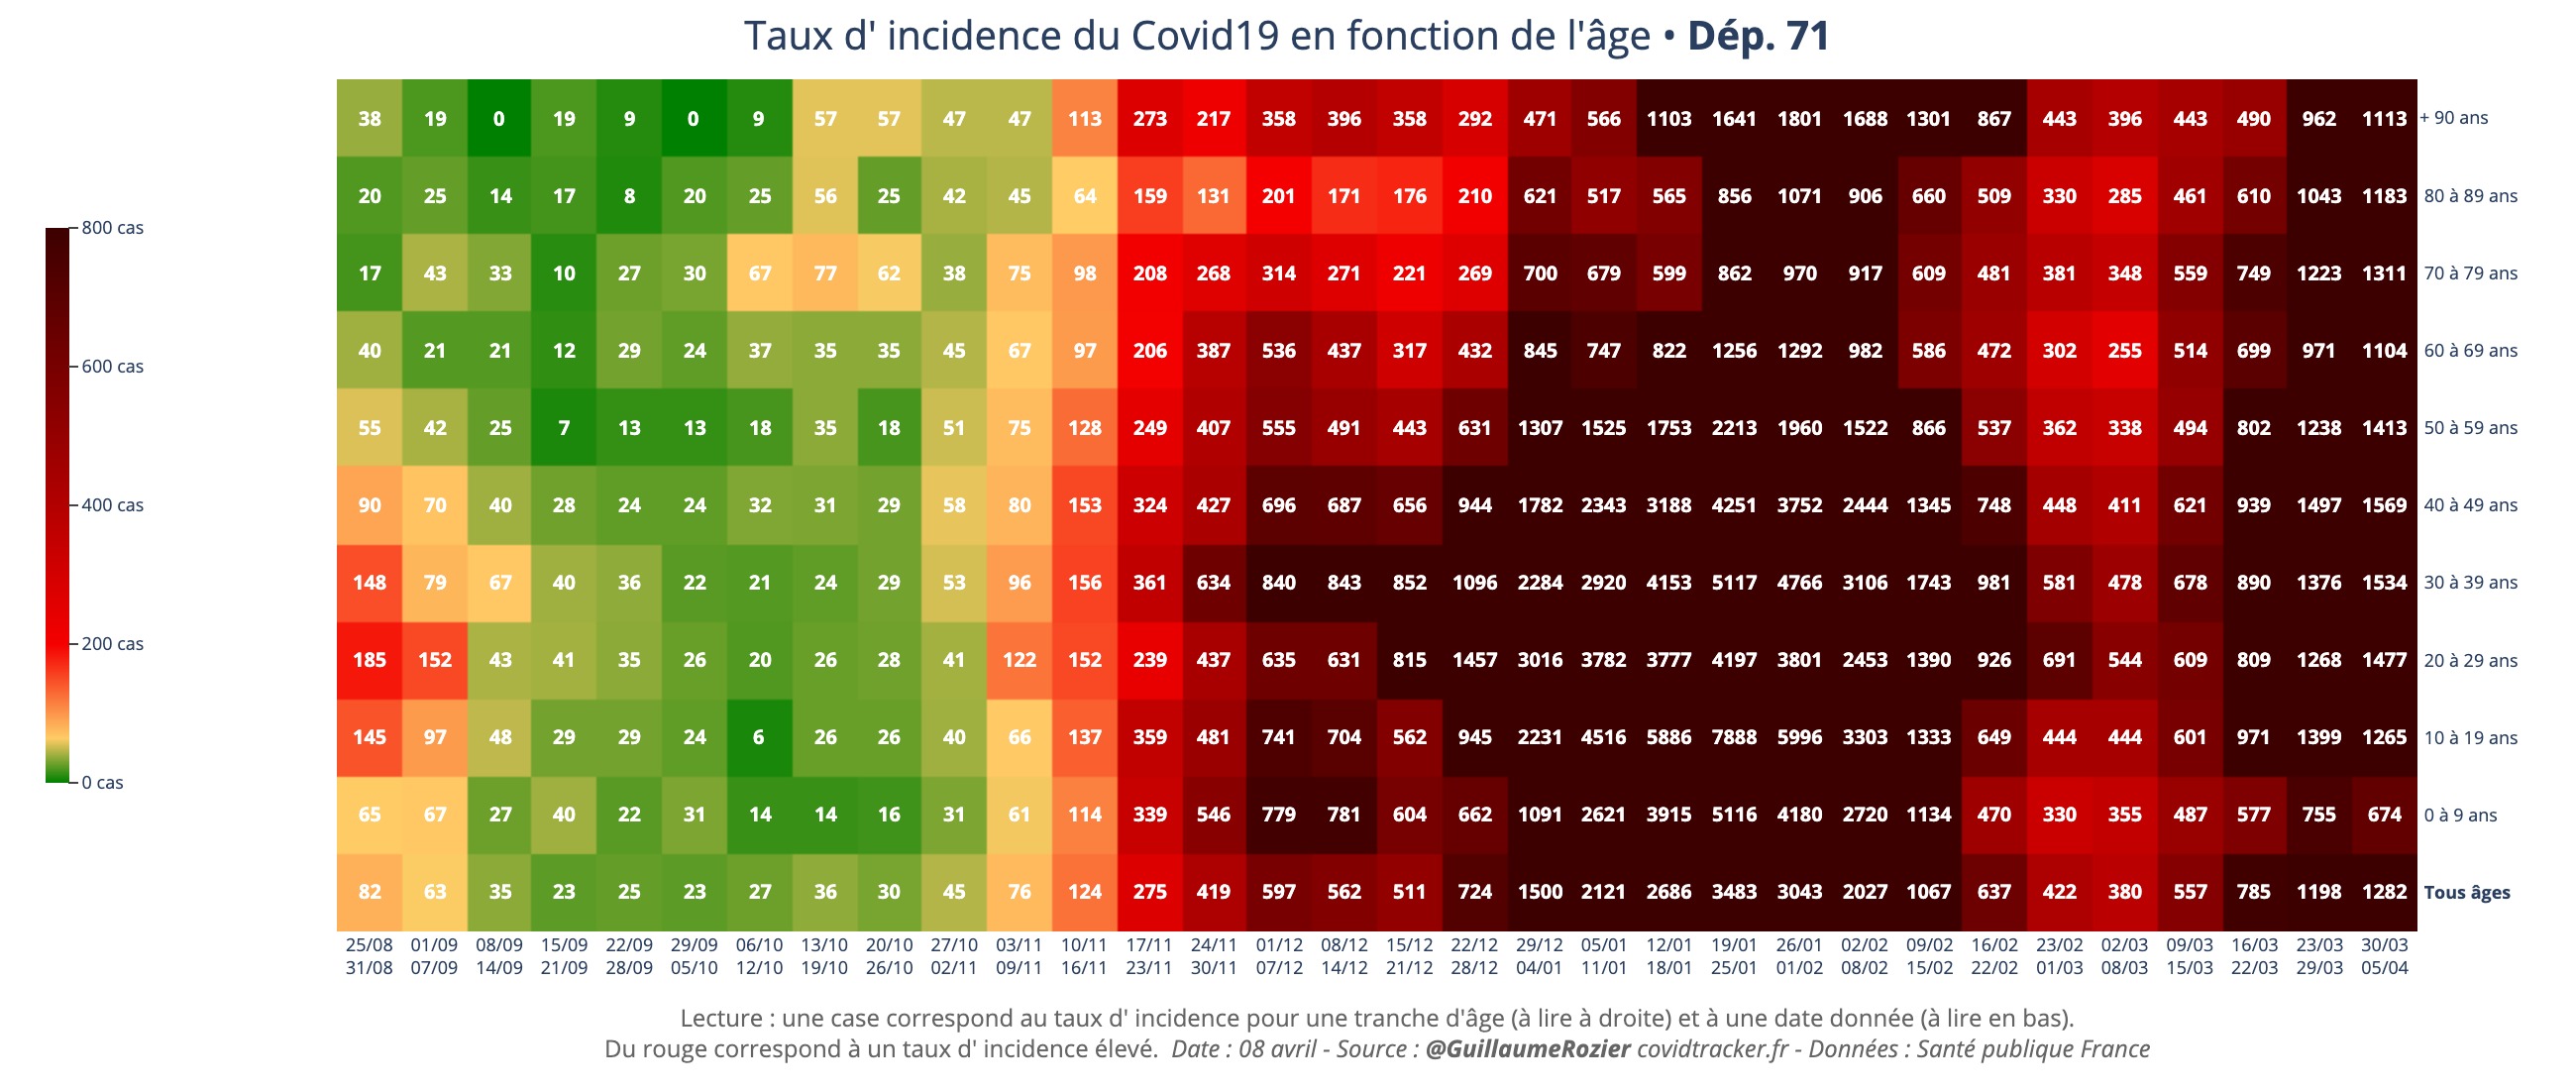 Taux d' incidence du Covid19 en fonction de l'âge • Dép. 71
800 cas
600 cas
400 cas
200 cas
0 cas
38 19 0 19 9 0 9 57 57 47 47 113 273 217 358 396 358 292 471 566 1103 1641 1801 1688 1301 867 443 396 443 490 962 1113 + 90 ans
20 25 14 17 8 20 25 56 25 42 45 64 159 131 201 171 176 210 621 517 565 856 1071 906 660 509 330 285 461 610 1043 1183 80 à 89 ans
17 43 33 10 27 30 67 77 62 38 75 98 208 268 314 271 221 269 700 679 599 862 970 917 609 481 381 348 559 749 1223 1311 70 à 79 ans
40 21 21 12 29 24 37 35 35 45 67 97 206 387 536 437 317 432 845 747 822 1256 1292 982 586 472 302 255 514 699 971 1104 60 à 69 ans
55 42 25 7 13 13 18 35 18 51 75 128 249 407 555 491 443 631 1307 1525 1753 2213 1960 1522 866 537 362 338 494 802 1238 1413 50 à 59 ans
90 70 40 28 24 24 32 31 29 58 80 153 324 427 696 687 656 944 1782 2343 3188 4251 3752 2444 1345 748 448 411 621 939 1497 1569 40 à 49 ans
148 79 67 40 36 22 21 24 29 53 96 156 361 634 840 843 852 1096 2284 2920 4153 5117 4766 3106 1743 981 581 478 678 890 1376 1534 30 à 39 ans
185 152 43 41 35 26 20 26 28 41 122 152 239 437 635 631 815 1457 3016 3782 3777 4197 3801 2453 1390 926 691 544 609 809 1268 1477 20 à 29 ans
145 97 48 29 29 24 6 26 26 40 66 137 359 481 741 704 562 945 2231 4516 5886 7888 5996 3303 1333 649 444 444 601 971 1399 1265 10 à 19 ans
65 67 27 40 22 31 14 14 16 31 61 114 339 546 779 781 604 662 1091 2621 3915 5116 4180 2720 1134 470 330 355 487 577 755 674 0 à 9 ans
82 63 35 23 25 23 27 36 30 45 76 124 275 419 597 562 511 724 1500 2121 2686 3483 3043 2027 1067 637 422 380 557 785 1198 1282 Tous âges
25/08 01/09 08/09 15/09 22/09 29/09 06/10 13/10 20/10 27/10 03/11 10/11 17/11 24/11 01/12 08/12 15/12 22/12 29/12 05/01 12/01 19/01 26/01 02/02 09/02 16/02 23/02 02/03 09/03 16/03 23/03 30/03
31/08 07/09 14/09 21/09 28/09 05/10 12/10 19/10 26/10 02/11 09/11 16/11 23/11 30/11 07/12 14/12 21/12 28/12 04/01 11/01 18/01 25/01 01/02 08/02 15/02 22/02 01/03 08/03 15/03 22/03 29/03 05/04
Lecture : une case correspond au taux d' incidence pour une tranche d'âge (à lire à droite) et à une date donnée (à lire en bas).
Du rouge correspond à un taux d' incidence élevé. Date : 08 avril - Source : @GuillaumeRozier covidtracker.fr - Données : Santé publique France